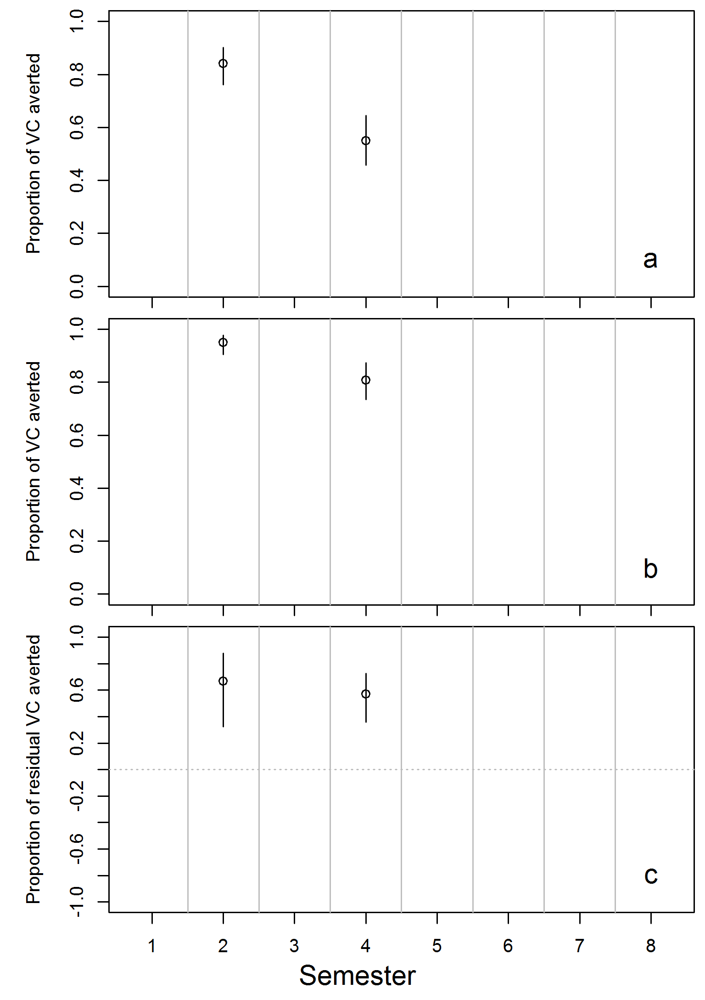 Proportion of VC averted
1.0
0.8
0.6
0.4
0.2
0.0
a
Proportion of VC averted
1.0
0.8
0.6
0.4
0.2
0.0
b
Proportion of residual VC averted
1.0
0.6
0.2
-0.2
-0.6
-1.0
c
1 2 3 4 5 6 7 8
Semester